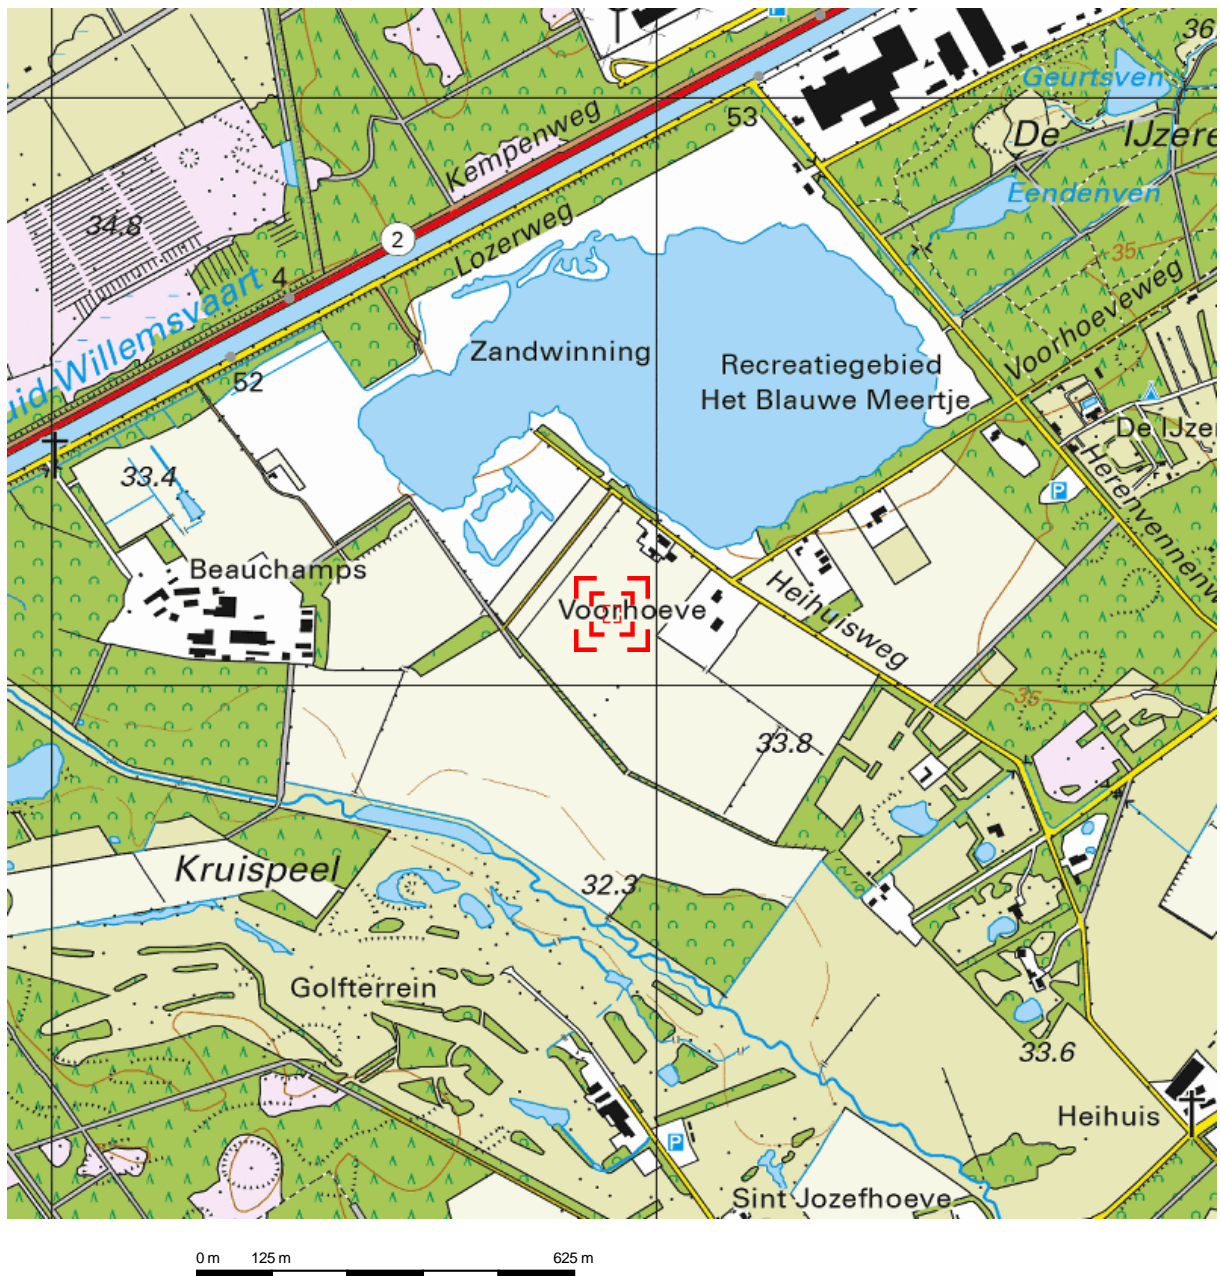 36
Geurtsven
53
De IJzere
Kempenweg
Eendenven
34.8
2
Lozerweg
35
4
uid-Willemsvaart
Voorhoeveweg
Zandwinning
Recreatiegebied
Het Blauwe Meertje
52
De IJzer
33.4
Herenvennenw
P
Beauchamps
Heihuisweg
Voorhoeve
35
33.8
Kruispeel
32.3
Golfterrein
33.6
Heihuis
P
Sint Jozefhoeve
0 m 125 m 625 m